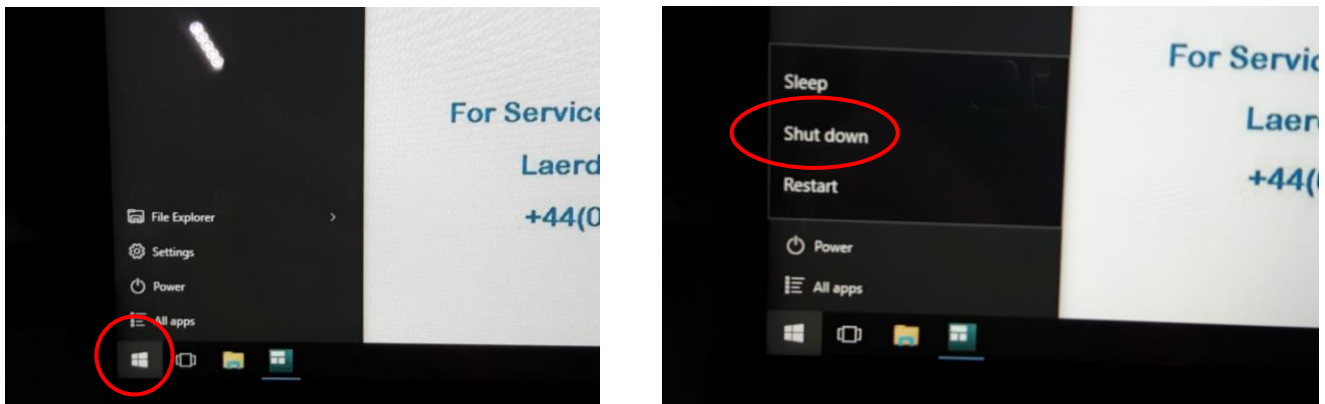 For Service
Laerd
+44(0
File Explorer
Settings
Power
All apps
For Servic
Laer
+44(
Sleep
Shut down
Restart
Power
All apps